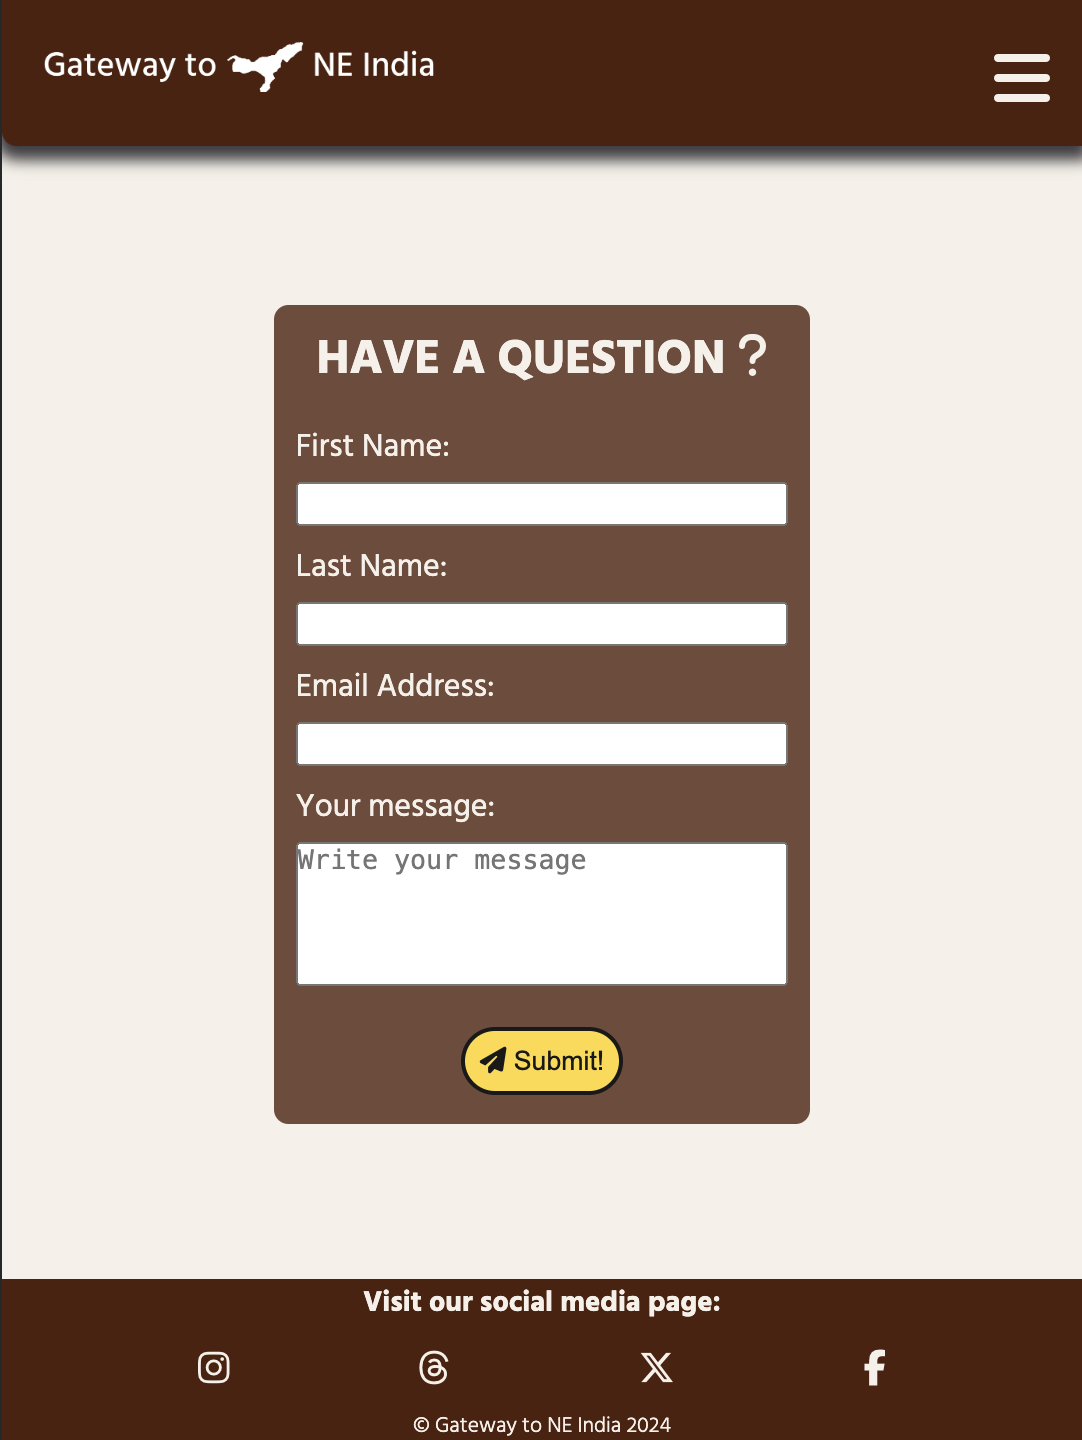 Gateway to NE India
HAVE A QUESTION ?
First Name:
Last Name:
Email Address:
Your message:
Write your message
Submit!
Visit our social media page:
© Gateway to NE India 2024